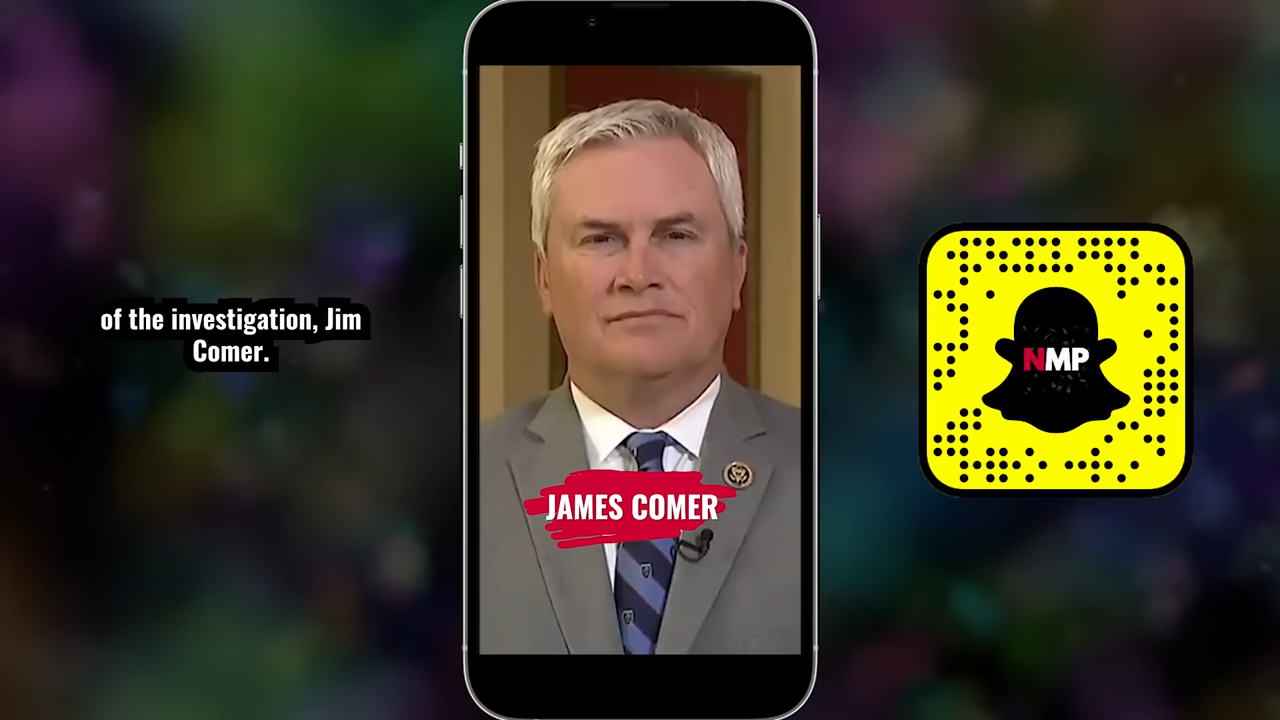 of the investigation, Jim
Comer.
JAMES COMER
NMP